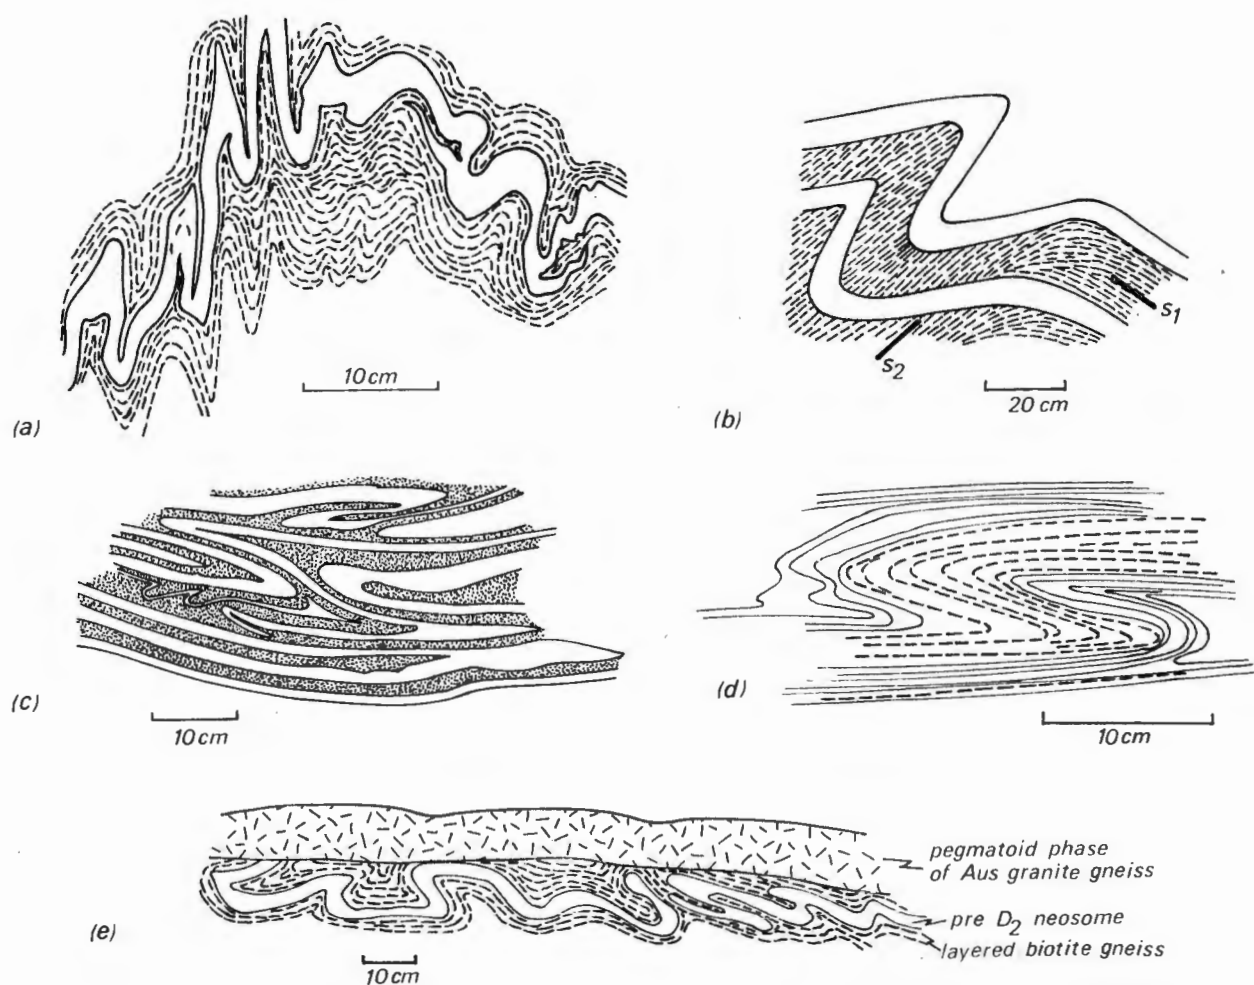 10cm
(a)
s1
s2
20 cm
(b)
(c)
10cm
(d)
10cm
pegmatoid phase
of Aus granite gneiss
pre D2 neosome
layered biotite gneiss
(e)
10cm